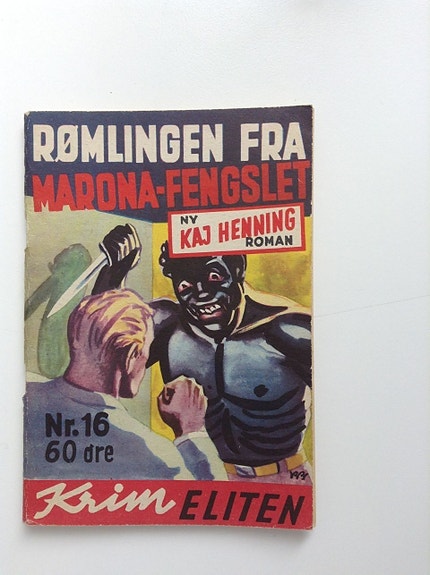 RØMLINGEN FRA
MARONA-FENGSLET
NY
KAJ HENNING
ROMAN
Nr. 16
60 øre
Krim ELITEN